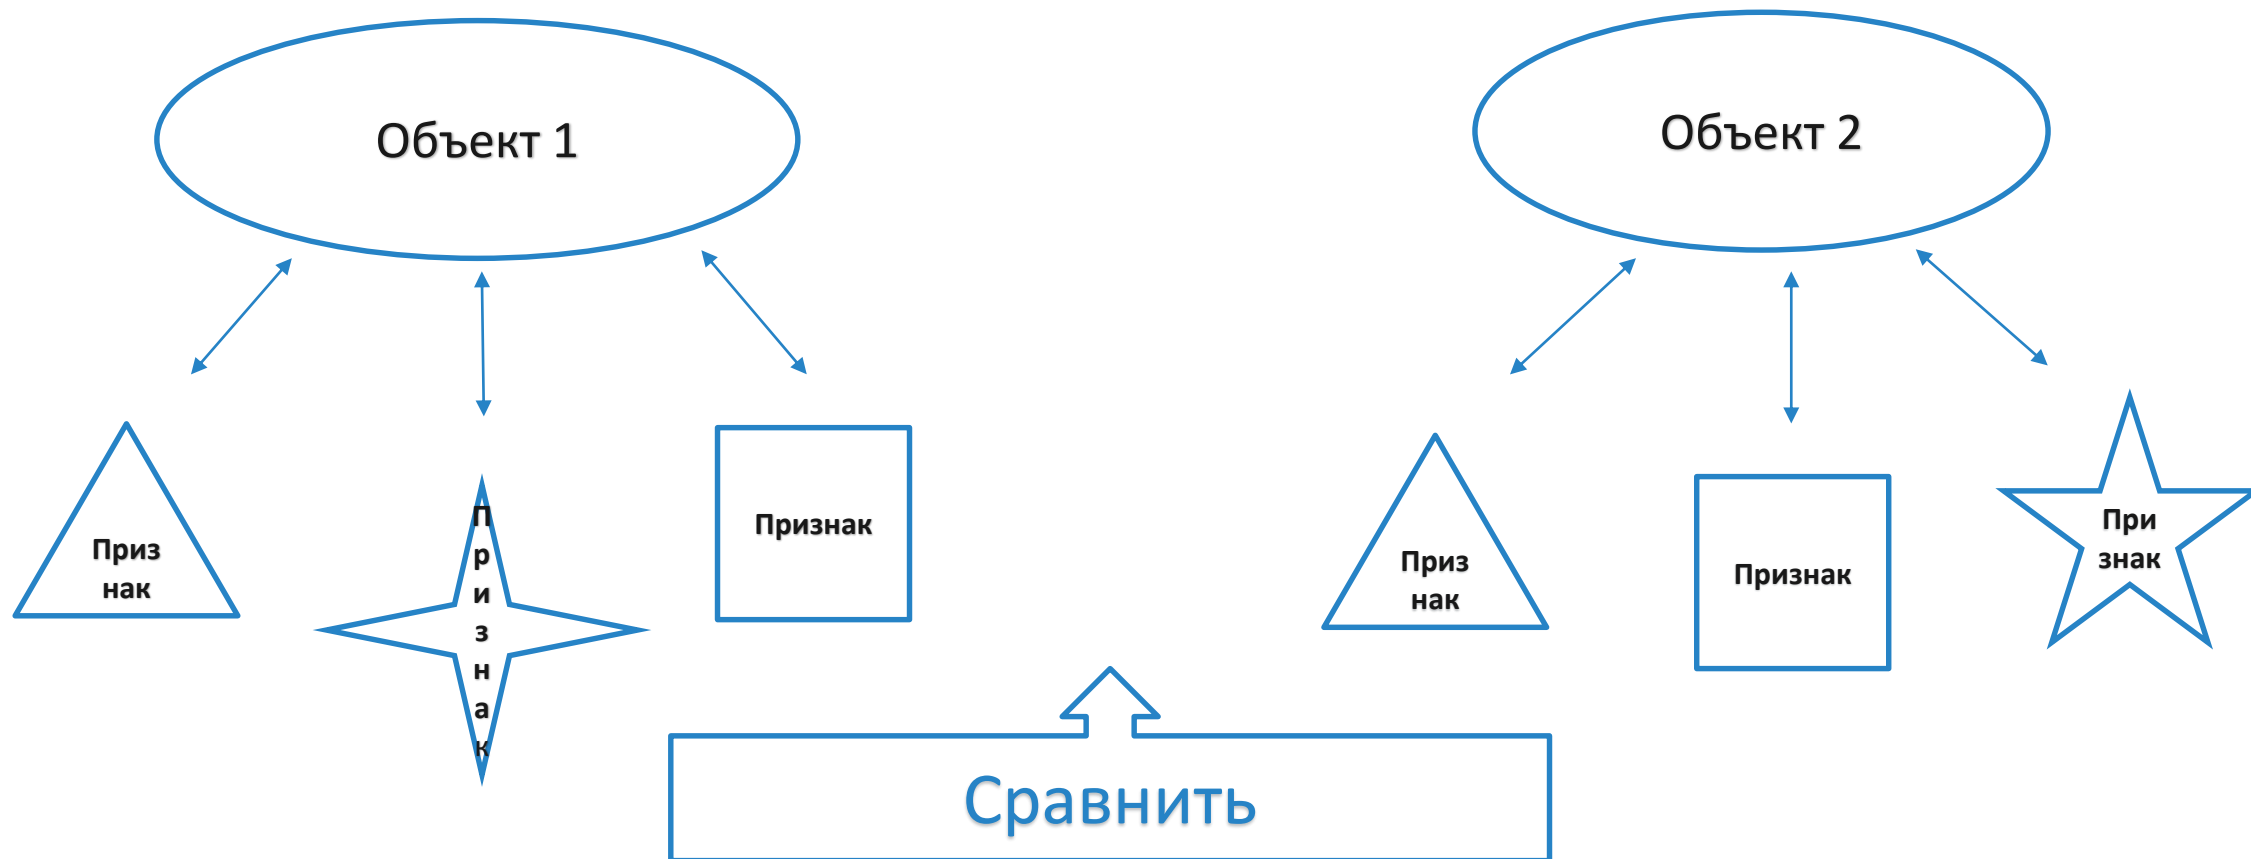 Объект 1
Объект 2
Приз
нак
П
р
и
з
н
а
к
Признак
Приз
нак
Признак
При
знак
Сравнить